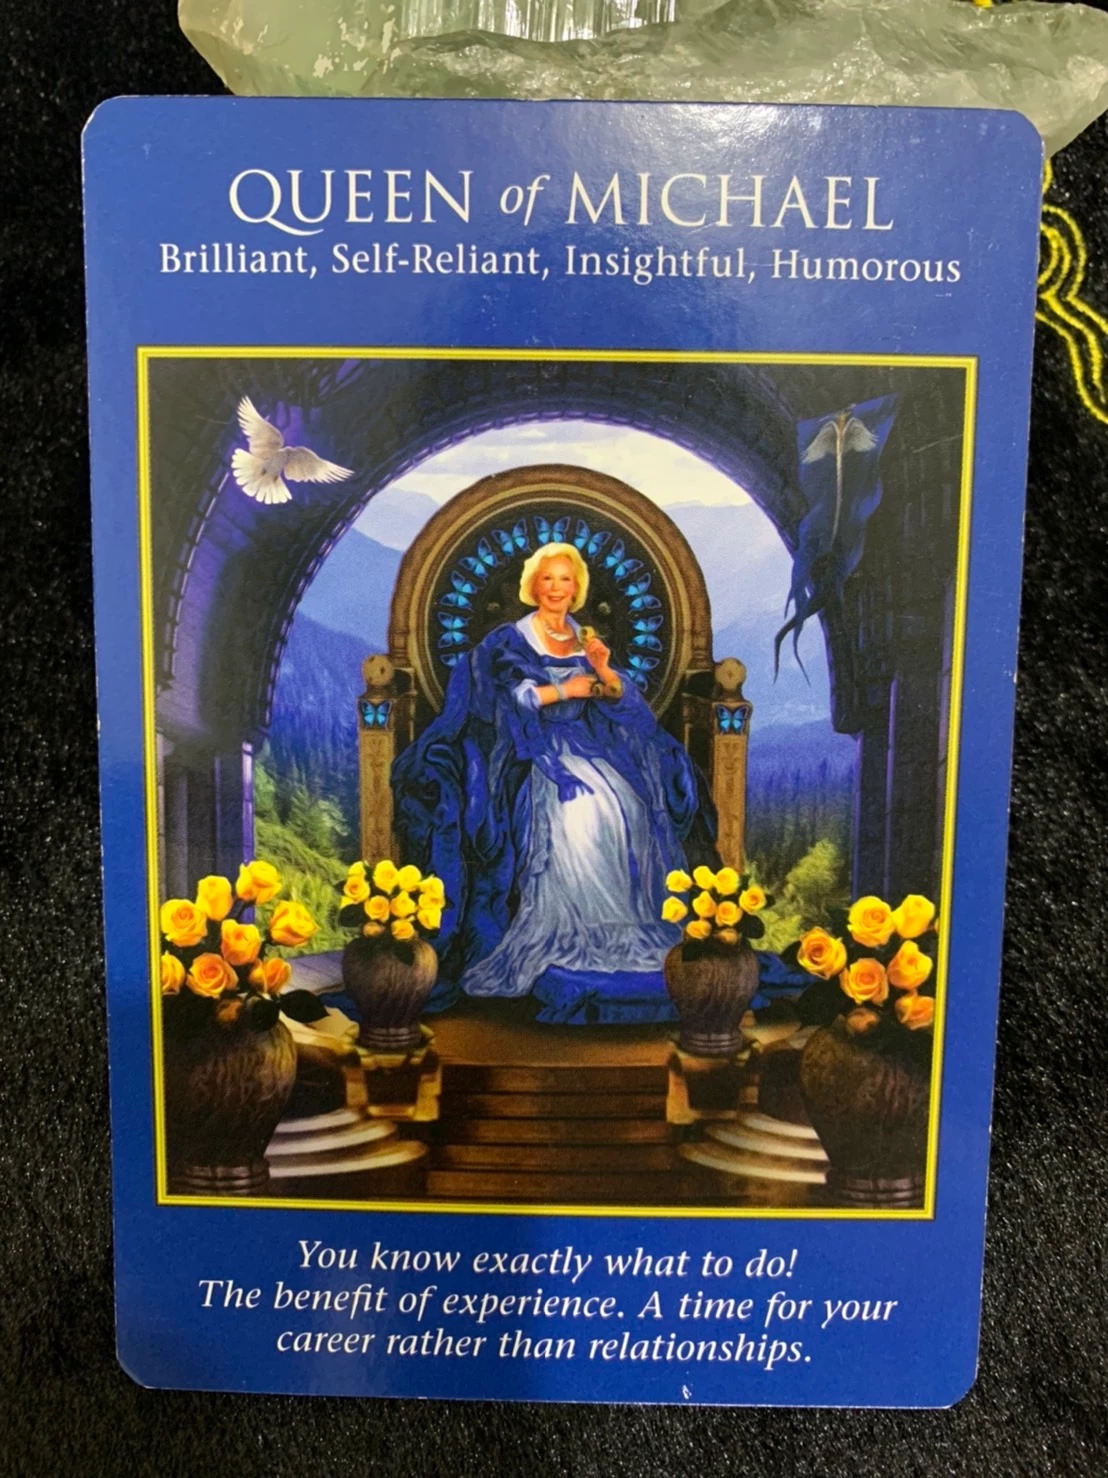 QUEEN of MICHAEL
Brilliant, Self-Reliant, Insightful, Humorous
You know exactly what to do!
The benefit of experience. A time for your
career rather than relationships.